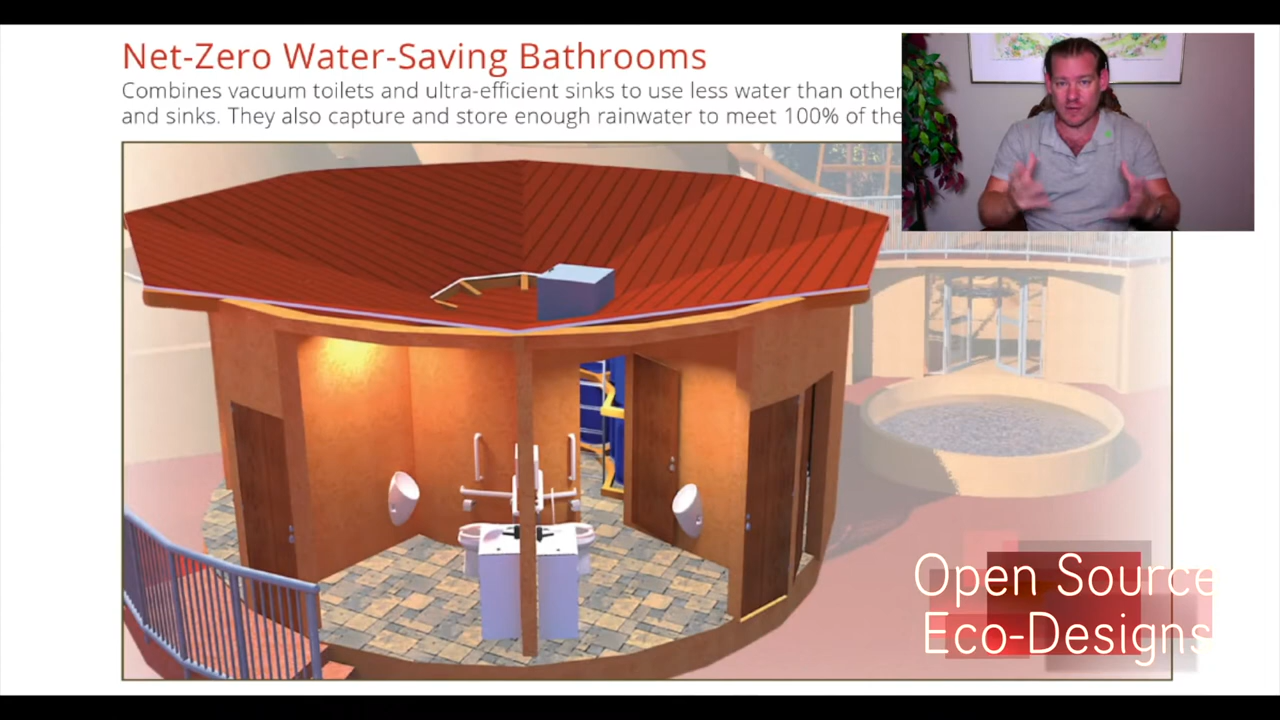 Net-Zero Water-Saving Bathrooms
Combines vacuum toilets and ultra-efficient sinks to use less water than other
and sinks. They also capture and store enough rainwater to meet 100% of the
Open Source
Eco-Designs